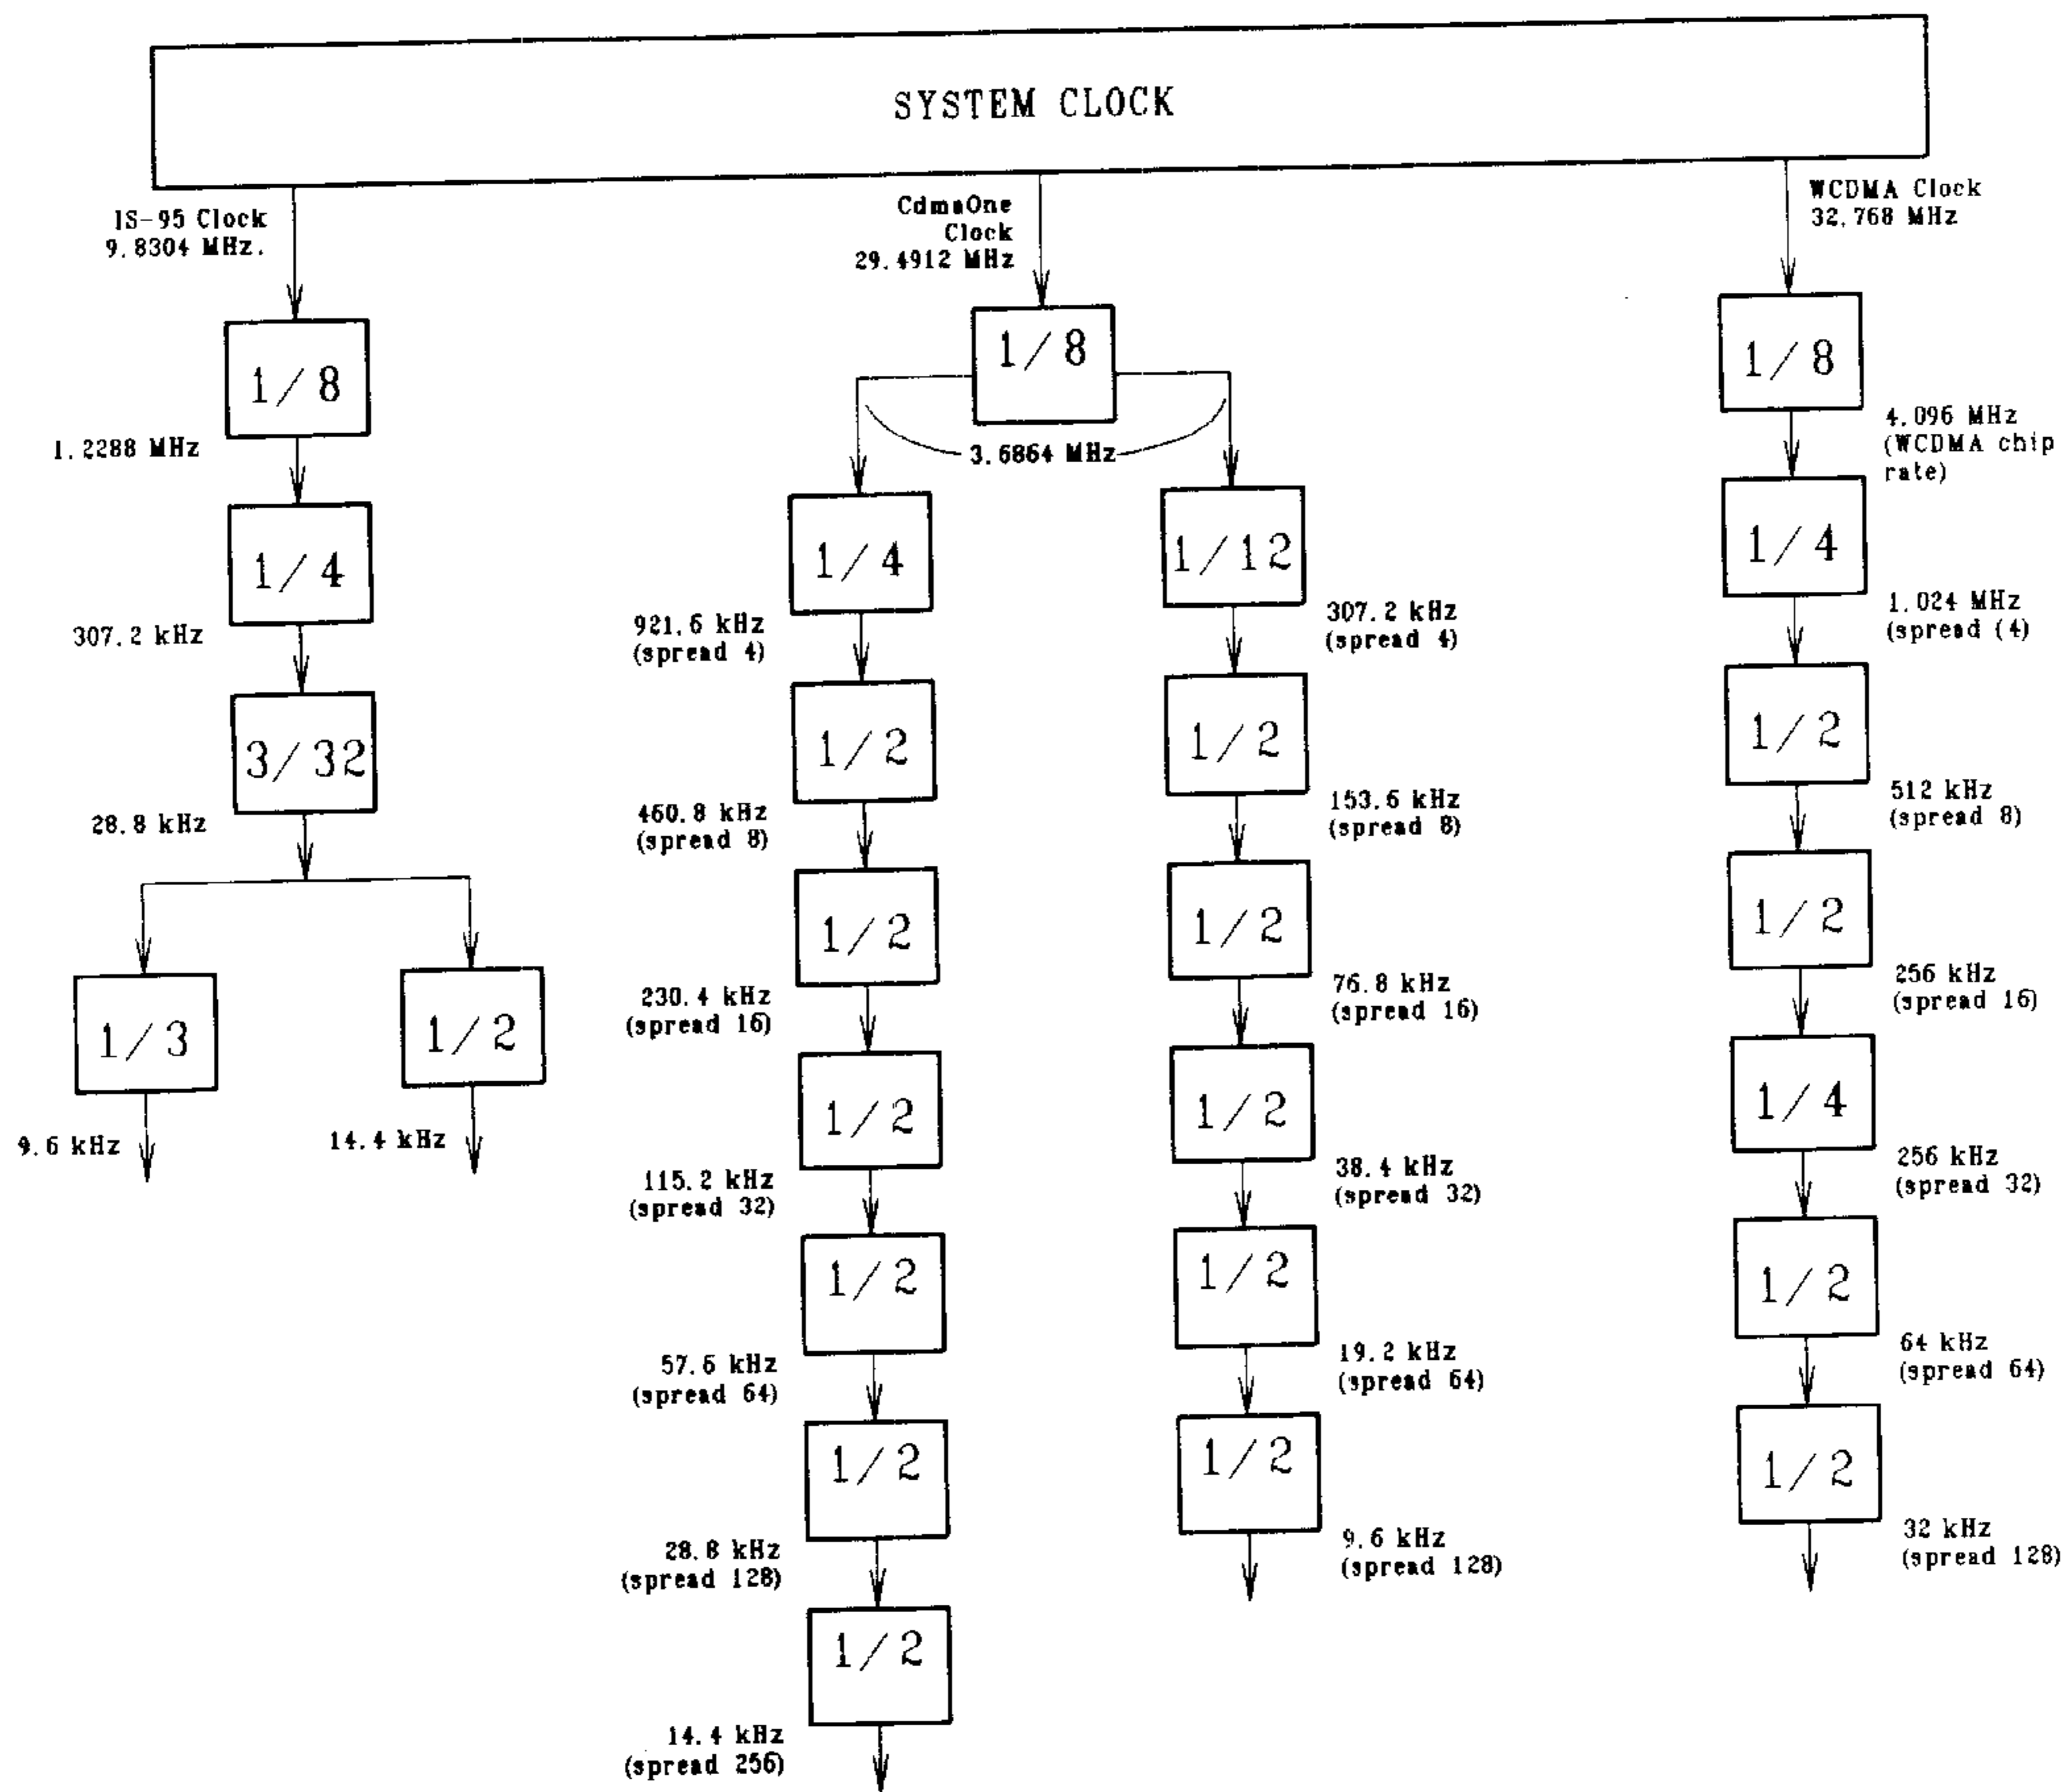 SYSTEM CLOCK
IS-95 Clock
9.8304 MHz.
1/8
1.2288 MHz
1/4
307.2 kHz
3/32
28.8 kHz
1/3
9.6 kHz
1/2
14.4 kHz
CdmaOne
Clock
29.4912 MHz
1/8
3.6864 MHz
1/4
921.6 kHz
(spread 4)
1/2
460.8 kHz
(spread 8)
1/2
230.4 kHz
(spread 16)
1/2
115.2 kHz
(spread 32)
1/2
57.6 kHz
(spread 64)
1/2
28.8 kHz
(spread 128)
1/2
14.4 kHz
(spread 256)
1/12
307.2 kHz
(spread 4)
1/2
153.6 kHz
(spread 8)
1/2
76.8 kHz
(spread 16)
1/2
38.4 kHz
(spread 32)
1/2
19.2 kHz
(spread 64)
1/2
9.6 kHz
(spread 128)
WCDMA Clock
32,768 MHz
1/8
4.096 MHz
(WCDMA chip
rate)
1/4
1.024 MHz
(spread (4)
1/2
512 kHz
(spread 8)
1/2
256 kHz
(spread 16)
1/4
256 kHz
(spread 32)
1/2
64 kHz
(spread 64)
1/2
32 kHz
(spread 128)